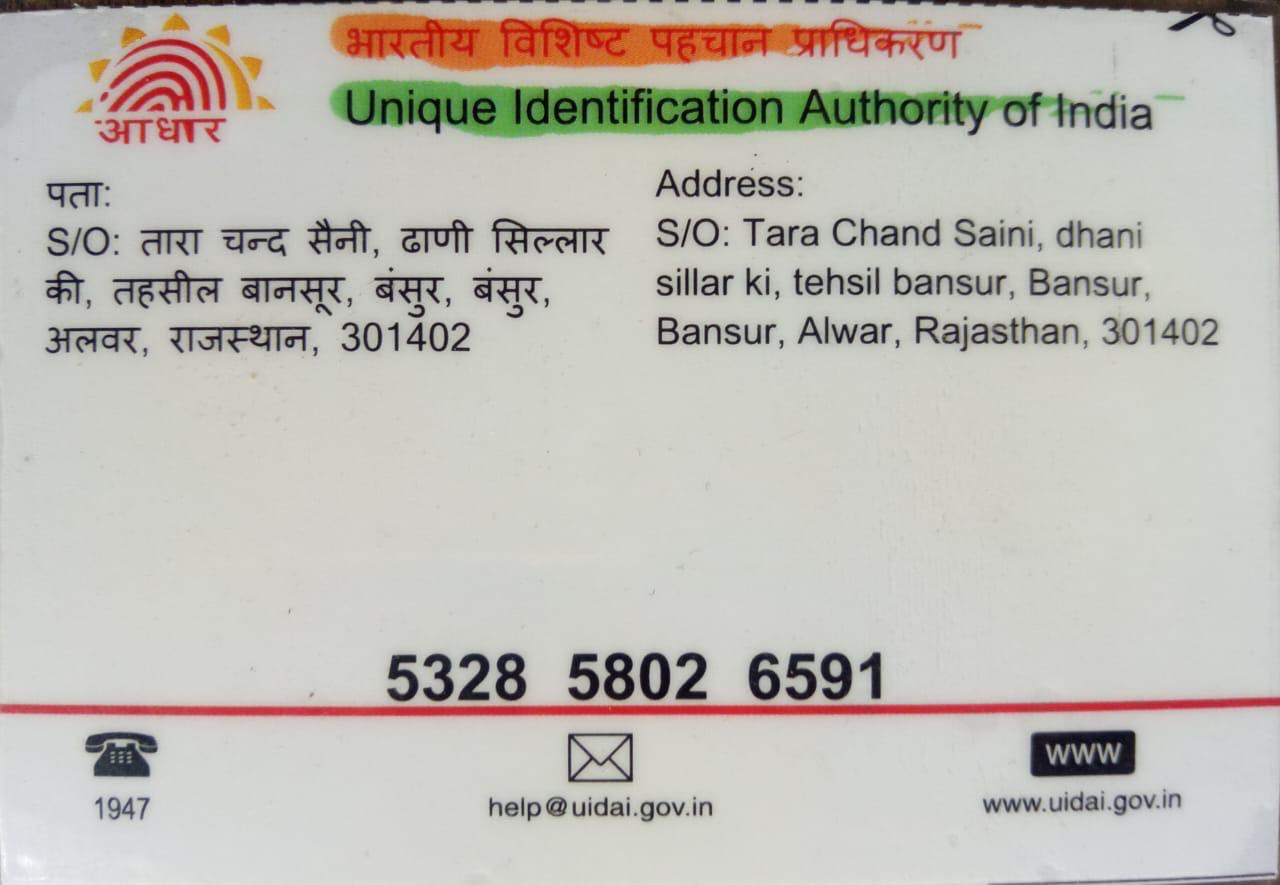 आधार
भारतीय विशिष्ट पहचान प्राधिकरण
Unique Identification Authority of India
पता:
S/O: तारा चन्द सैनी, ढाणी सिल्लार
की, तहसील बानसूर, बंसुर, बंसुर,
अलवर, राजस्थान, 301402
Address:
S/O: Tara Chand Saini, dhani
sillar ki, tehsil bansur, Bansur,
Bansur, Alwar, Rajasthan, 301402
5328 5802 6591
1947
help@uidai.gov.in
WWW
www.uidai.gov.in